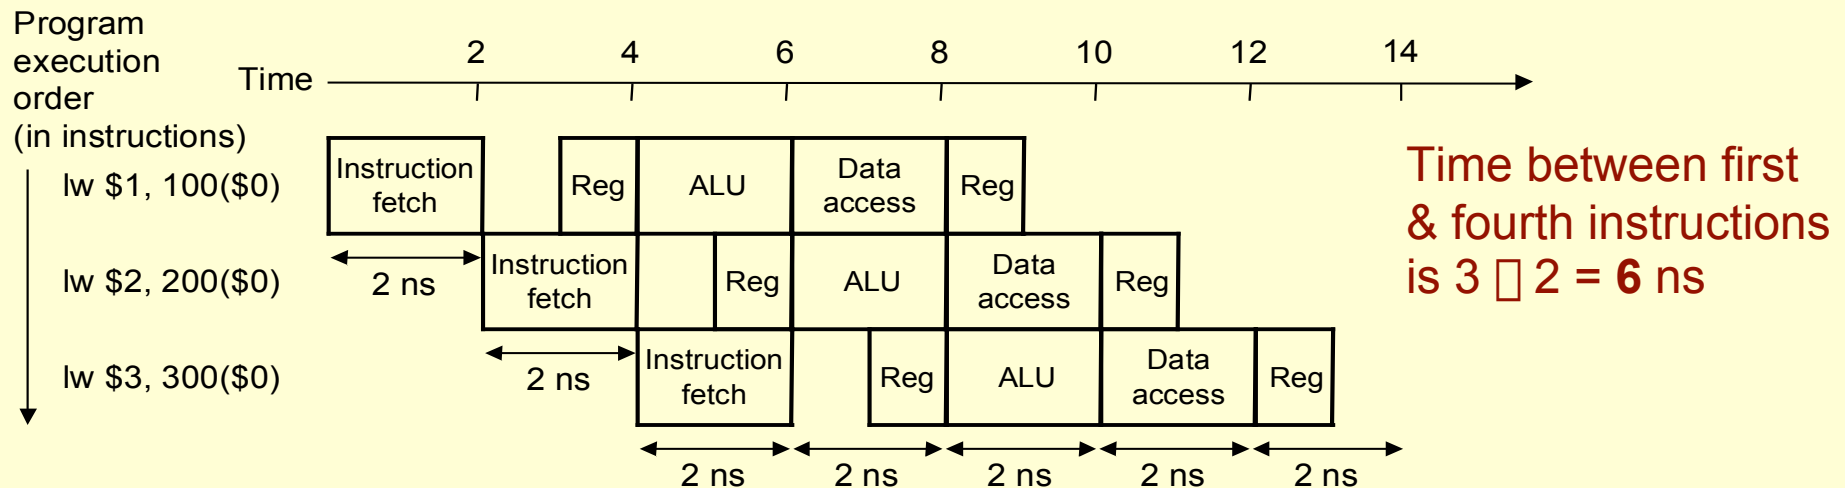 Program
execution
order
(in instructions)
Time
2 4 6 8 10 12 14
lw $1, 100($0)
Instruction
fetch
Reg
ALU
Data
access
Reg
2 ns
lw $2, 200($0)
Instruction
fetch
Reg
ALU
Data
access
Reg
2 ns
lw $3, 300($0)
Instruction
fetch
Reg
ALU
Data
access
Reg
2 ns 2 ns 2 ns 2 ns 2 ns
Time between first
& fourth instructions
is 3 □ 2 = 6 ns